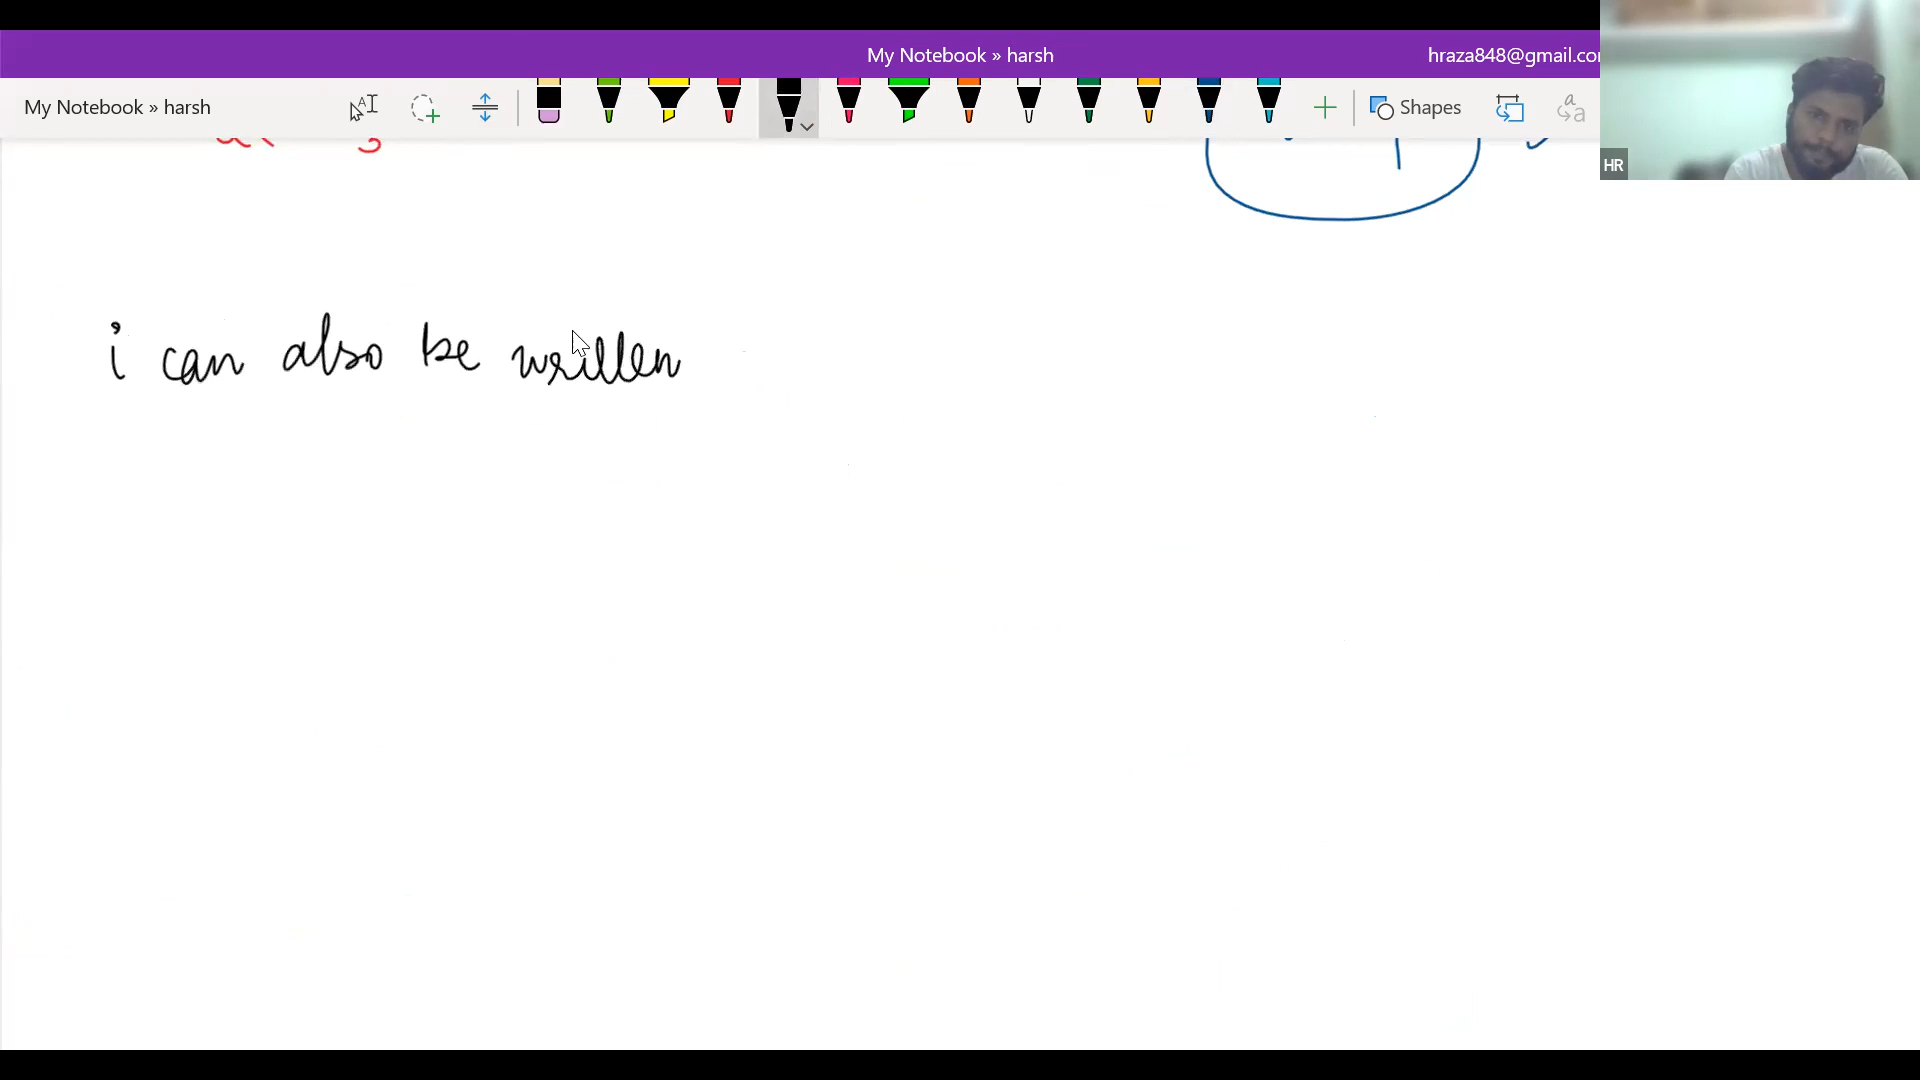 My Notebook » harsh
hraza848@gmail.co
My Notebook » harsh
Shapes
HR
i can also be written